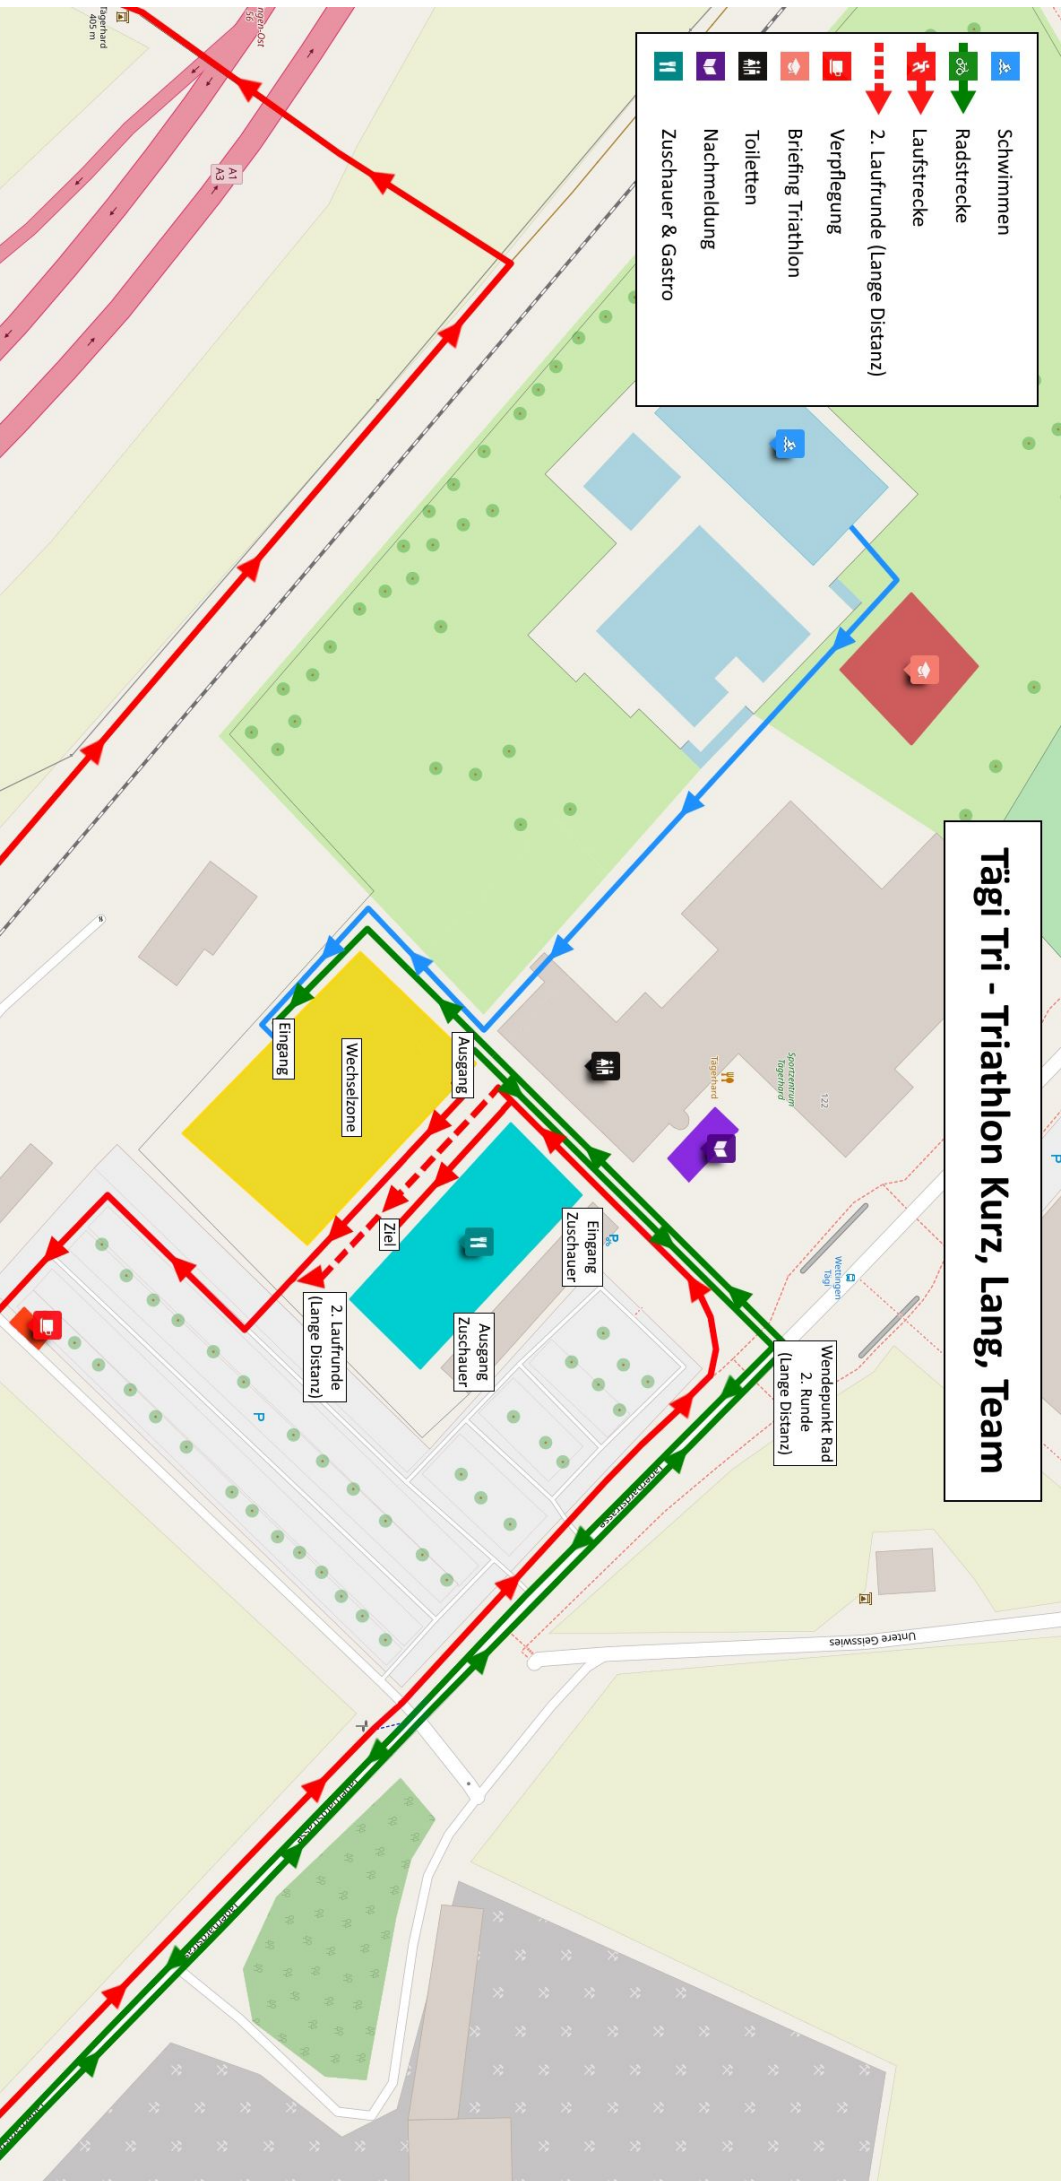 Tägi Tri - Triathlon Kurz, Lang, Team
Schwimmen
Radstrecke
Laufstrecke
2. Laufrunde (Lange Distanz)
Verpflegung
Briefing Triathlon
Toiletten
Nachmeldung
Zuschauer & Gastro
Tägerhard
405 m
A1
A3
Sportzentrum
Tägerhard
122
Tägerhard
Wettingen
Tägi
P
P
P
Wendepunkt Rad
2. Runde
(Lange Distanz)
Eingang
Zuschauer
Ausgang
Zuschauer
Ausgang
Wechselzone
Eingang
Ziel
2. Laufrunde
(Lange Distanz)
Untere Geisswies